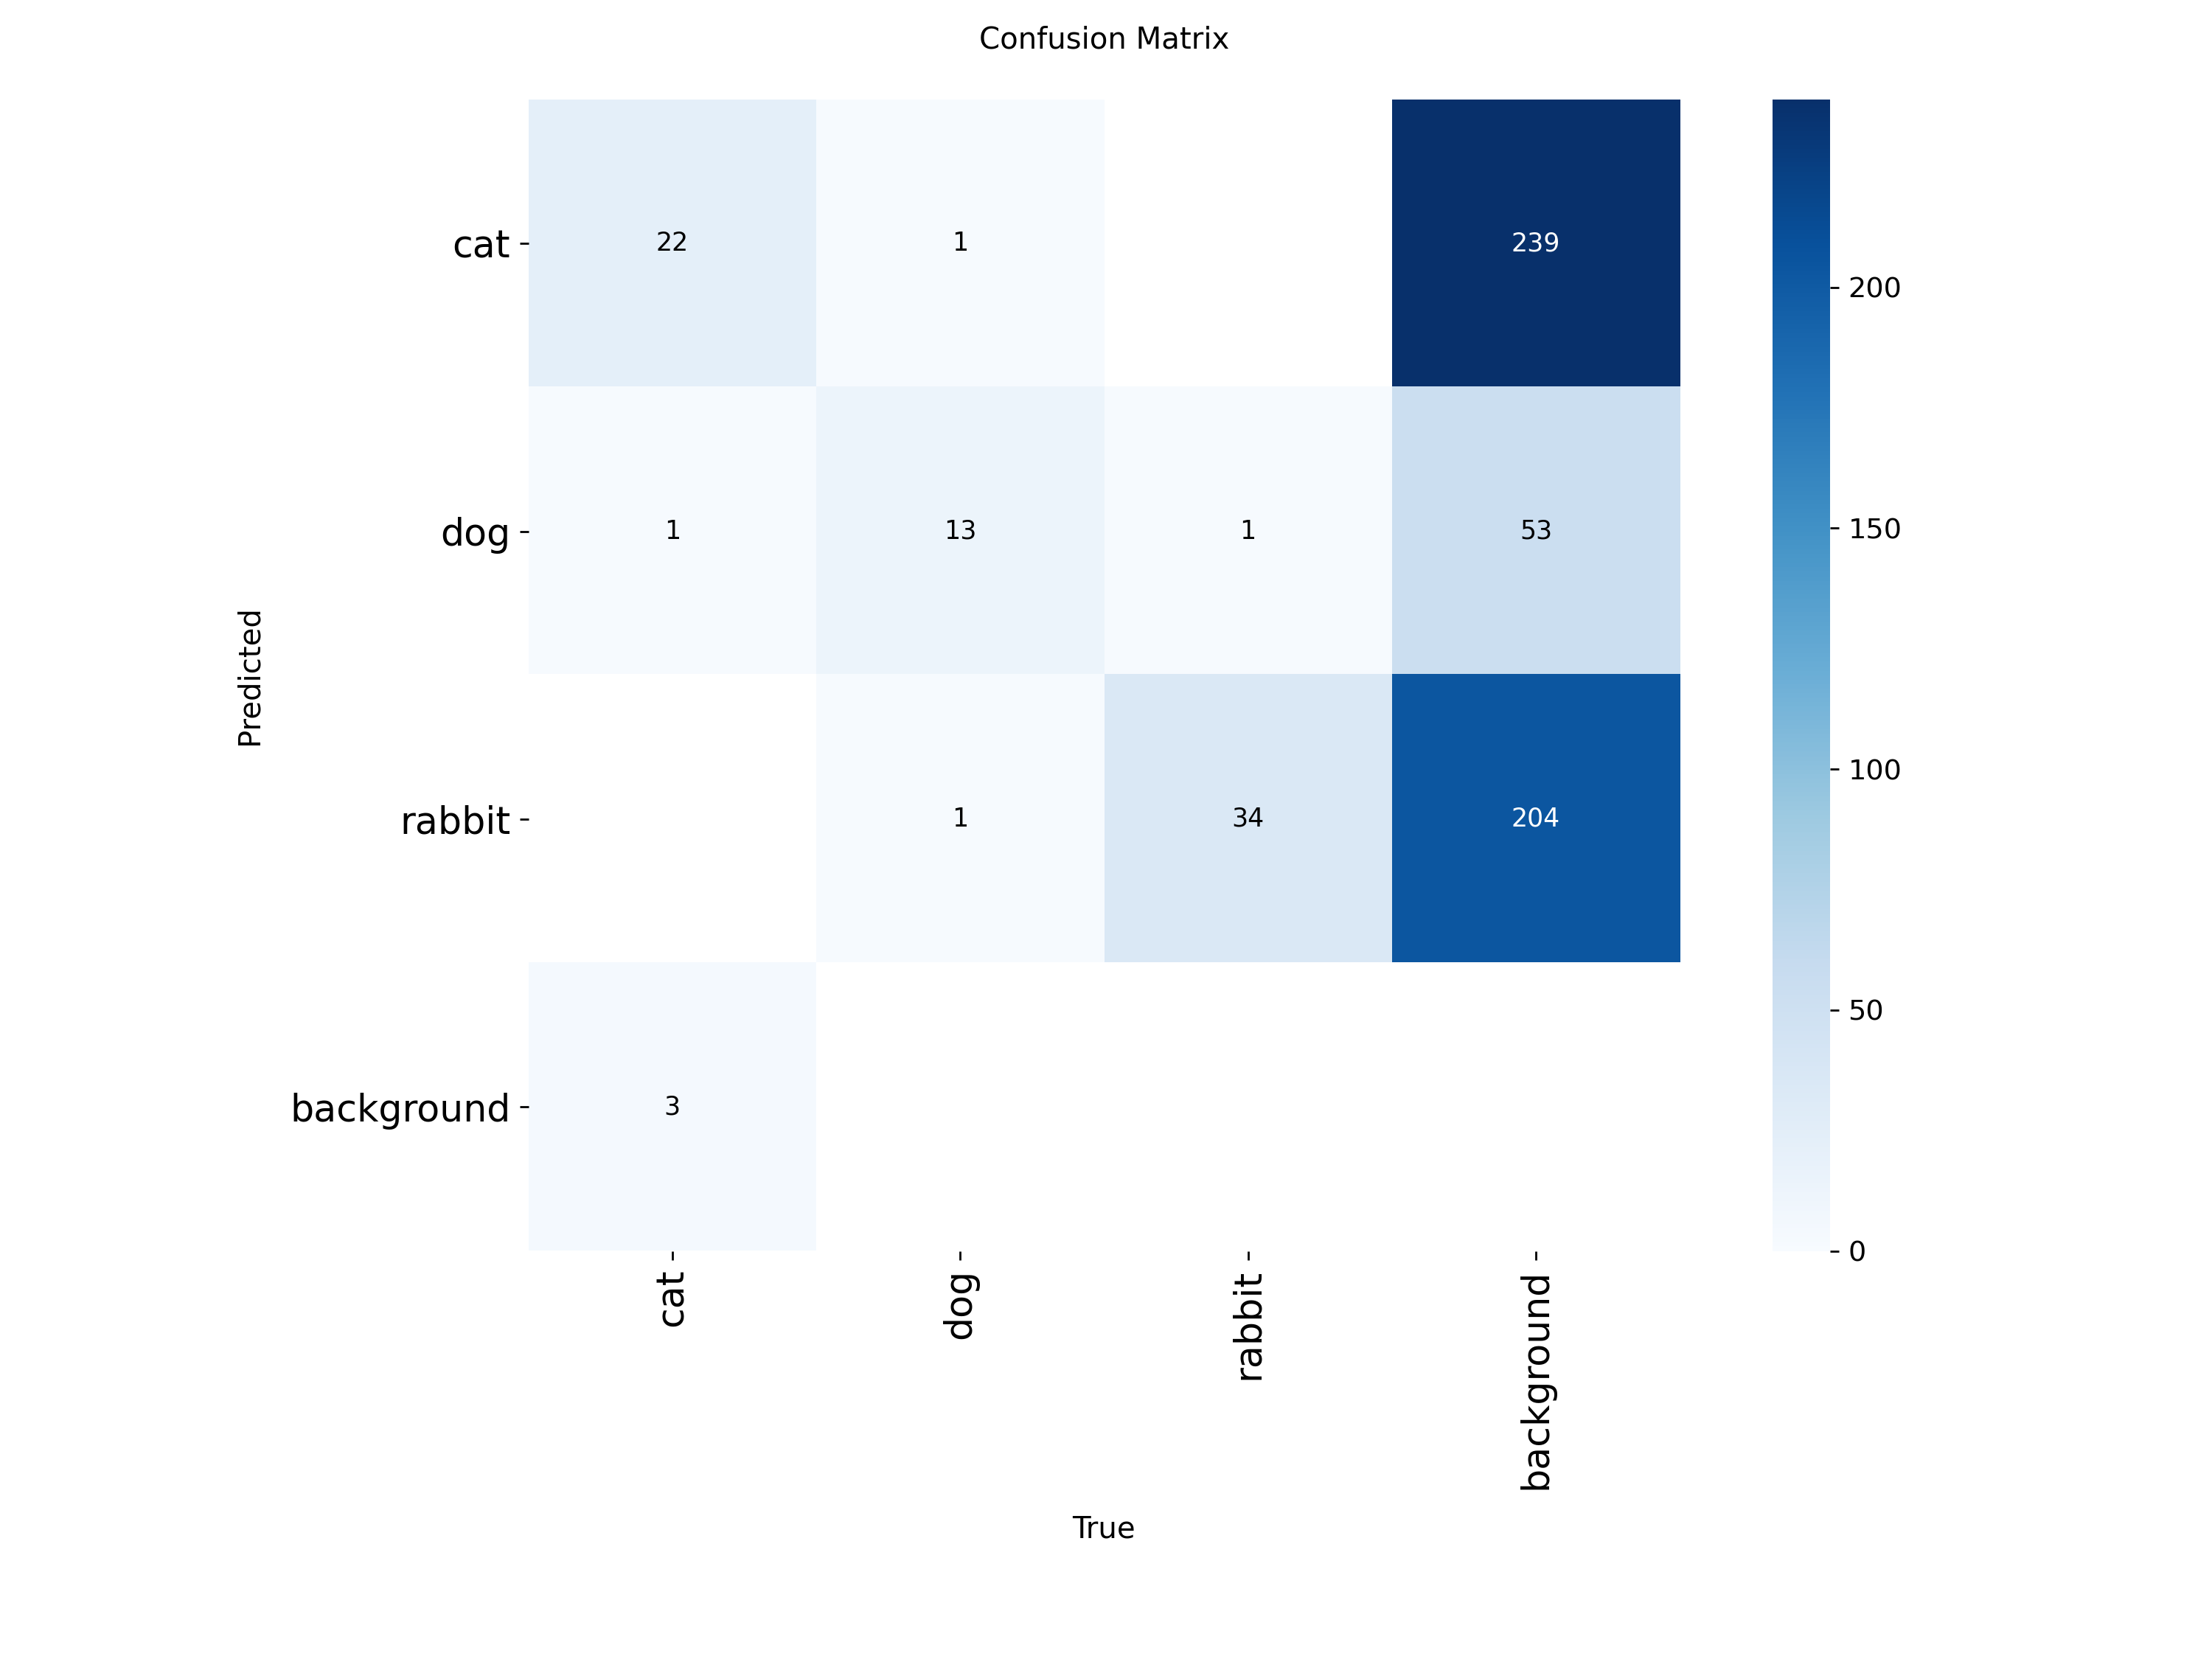 Confusion Matrix
cat 22 1 239
dog 1 13 1 53
rabbit 1 34 204
background 3
cat dog rabbit background
Predicted
True
200
150
100
50
0